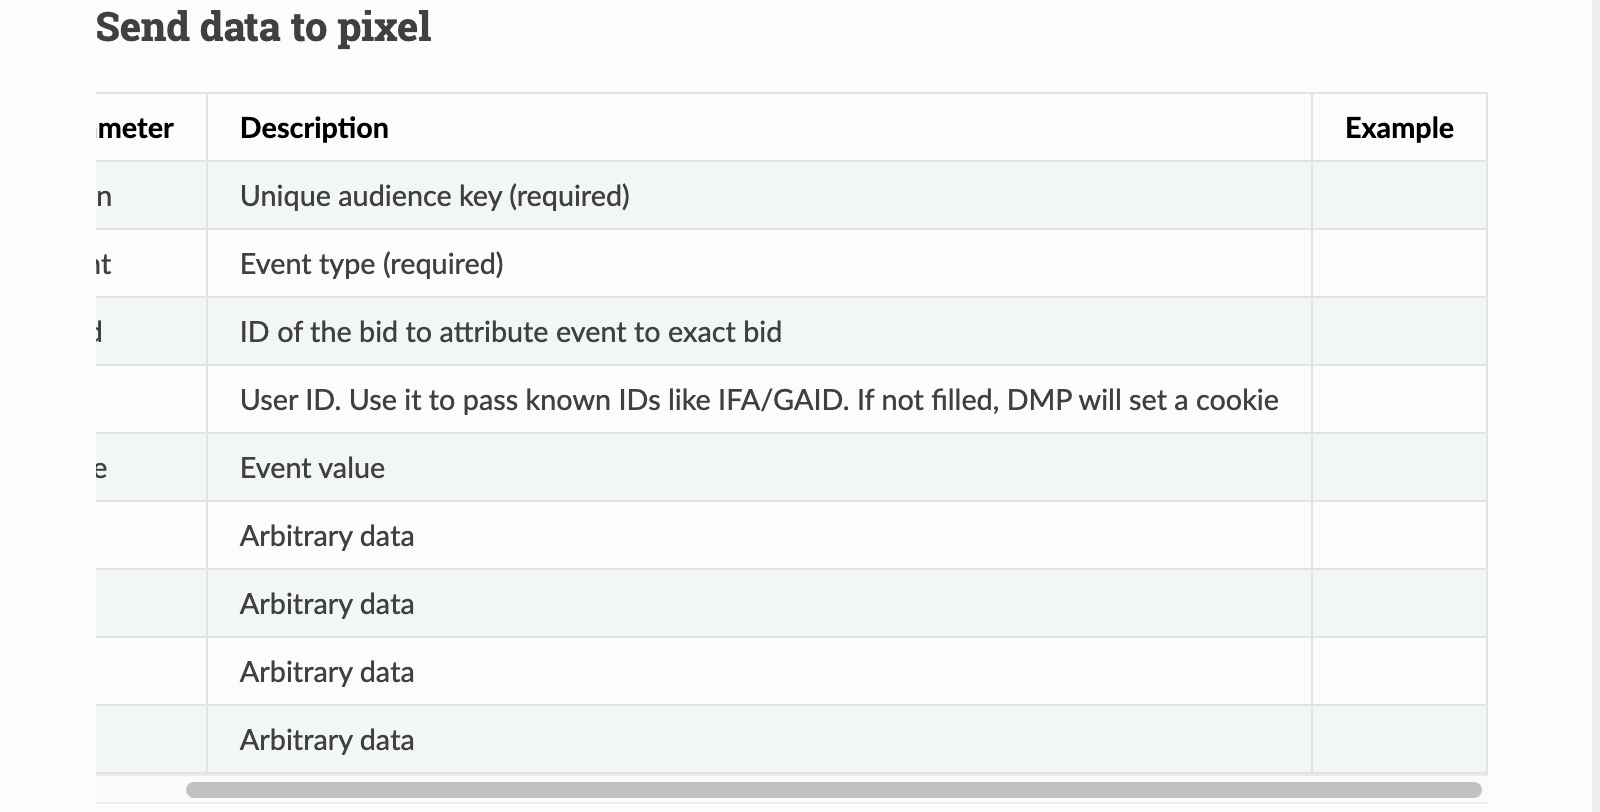 Send data to pixel
meter Description Example
n Unique audience key (required)
t Event type (required)
ID of the bid to attribute event to exact bid
User ID. Use it to pass known IDs like IFA/GAID. If not filled, DMP will set a cookie
e Event value
Arbitrary data
Arbitrary data
Arbitrary data
Arbitrary data